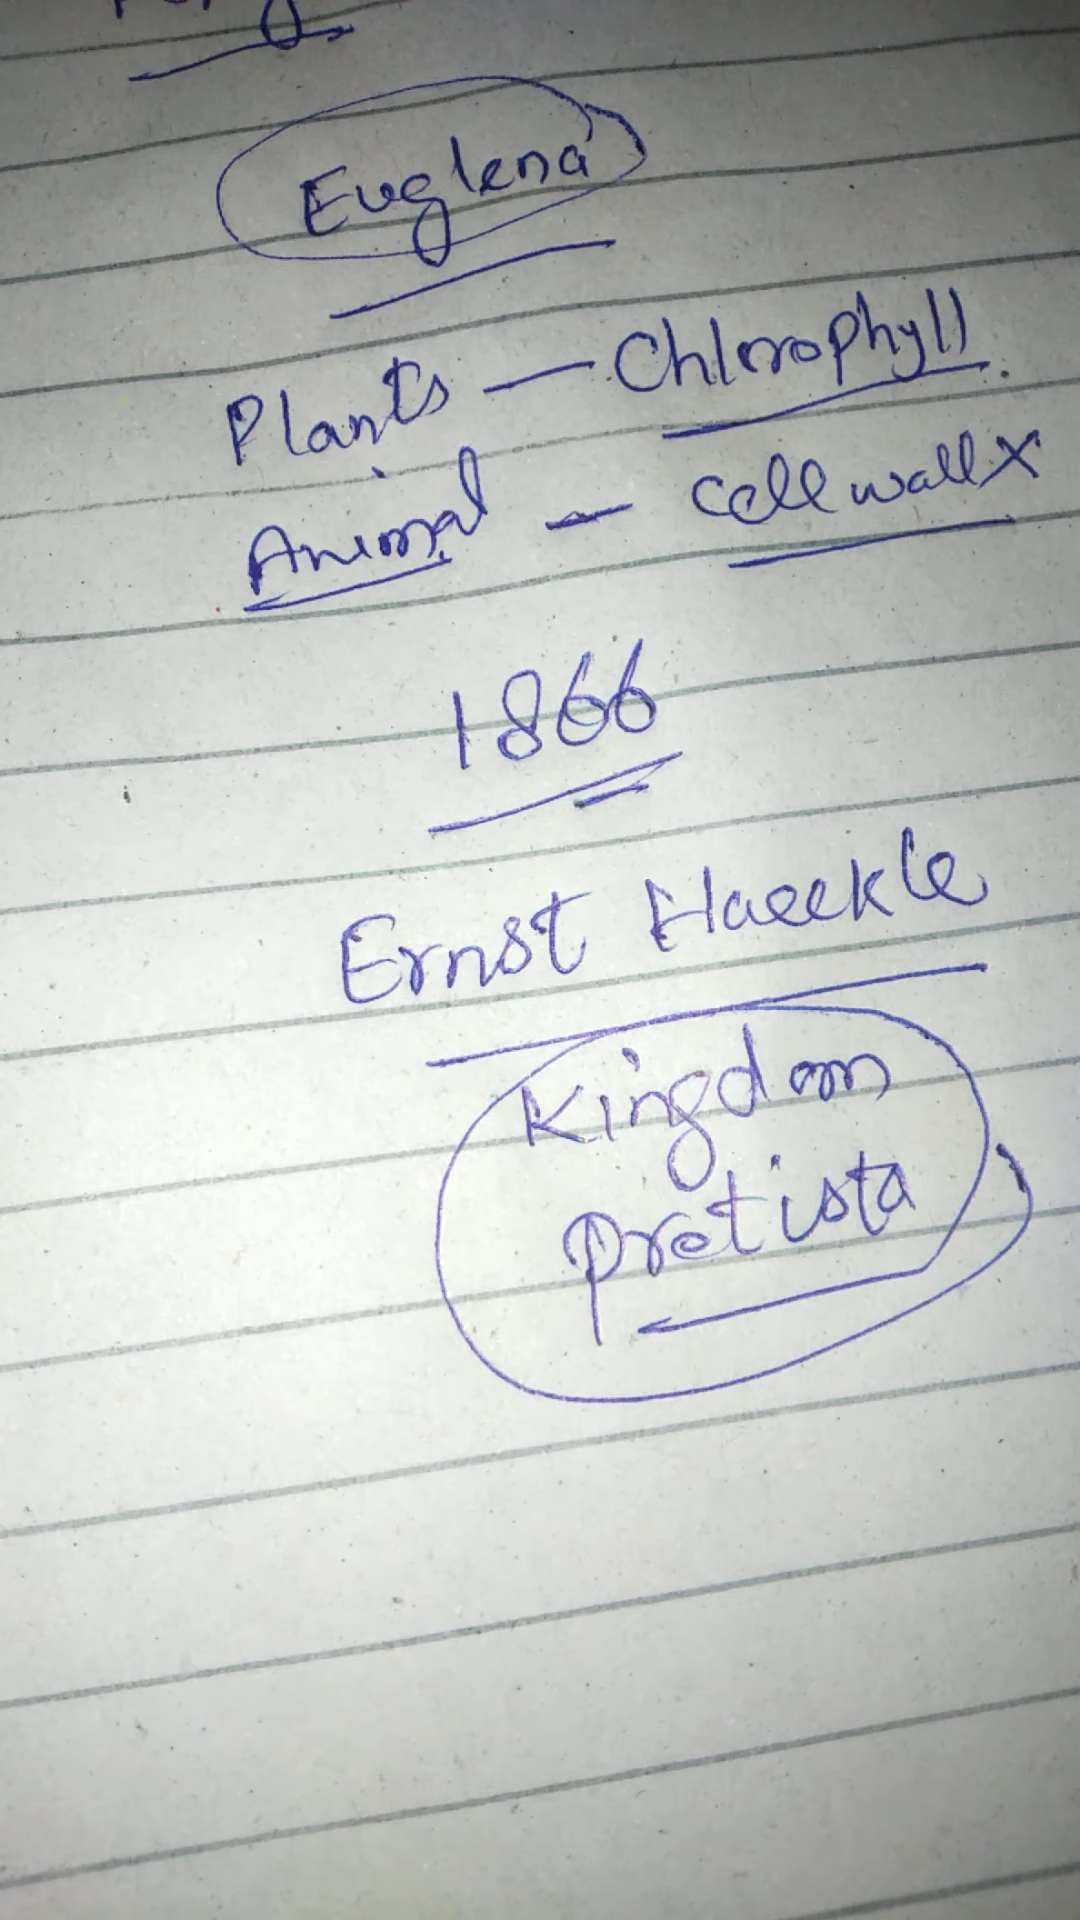 Euglena
Plants — Chlorophyll
Animal — cell wall x
1866
Ernst Haeckle
Kingdom
Protista